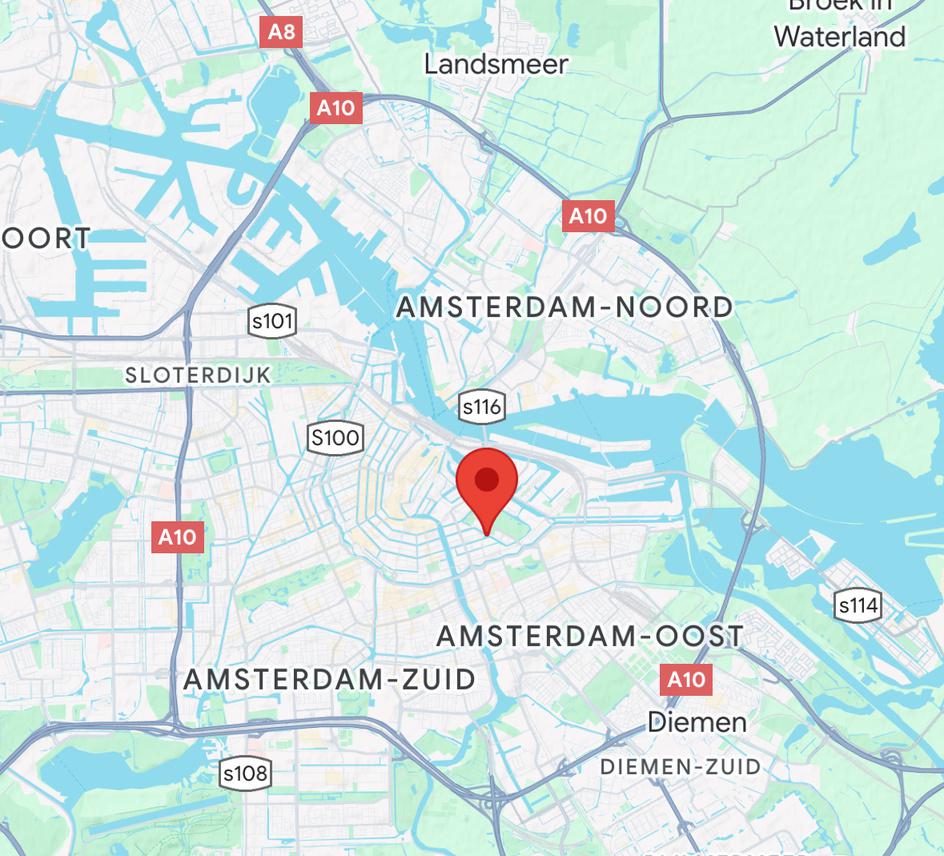 Broek in
Waterland
A8
Landsmeer
A10
A10
OORT
AMSTERDAM-NOORD
s101
SLOTERDIJK
s116
S100
A10
s114
AMSTERDAM-OOST
AMSTERDAM-ZUID
A10
Diemen
DIEMEN-ZUID
s108